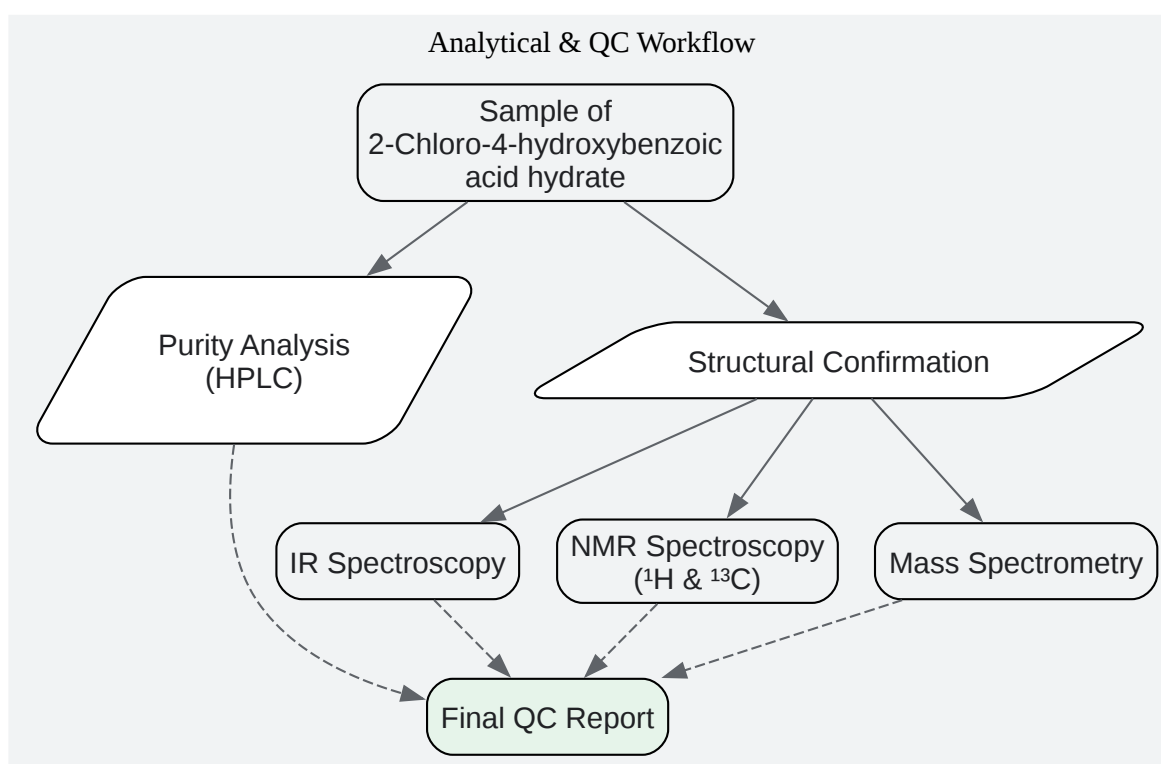 Analytical & QC Workflow
Sample of
2-Chloro-4-hydroxybenzoic
acid hydrate
Purity Analysis
(HPLC)
Structural Confirmation
IR Spectroscopy
NMR Spectroscopy
(¹H & ¹³C)
Mass Spectrometry
Final QC Report